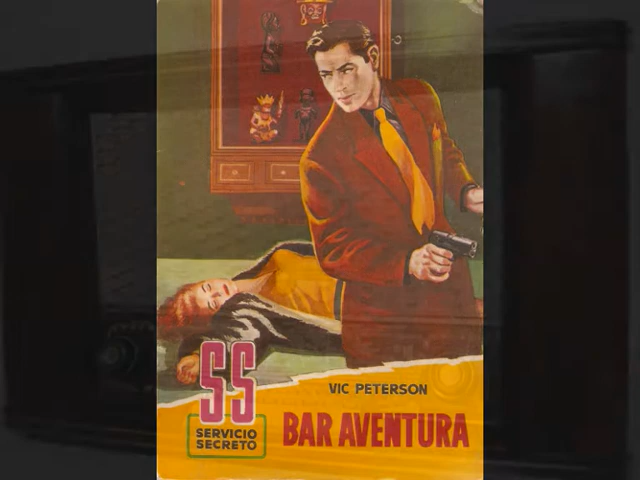 VIC PETERSON
SS
SERVICIO
SECRETO
BAR AVENTURA